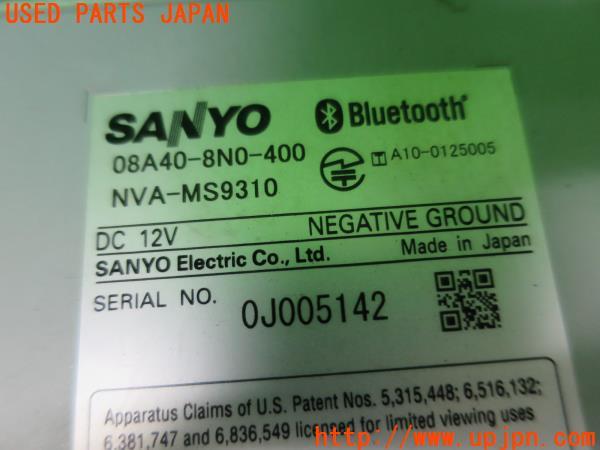 USED PARTS JAPAN
SANYO Bluetooth®
08A40-8N0-400
T A10-0125005
NVA-MS9310
DC 12V NEGATIVE GROUND
SANYO Electric Co., Ltd. Made in Japan
SERIAL NO. 0J005142
Apparatus Claims of U.S. Patent Nos. 5,315,448; 6,516,132;
6,381,747 and 6,836,549 licensed for limited viewing uses
http://www.upjpn.com